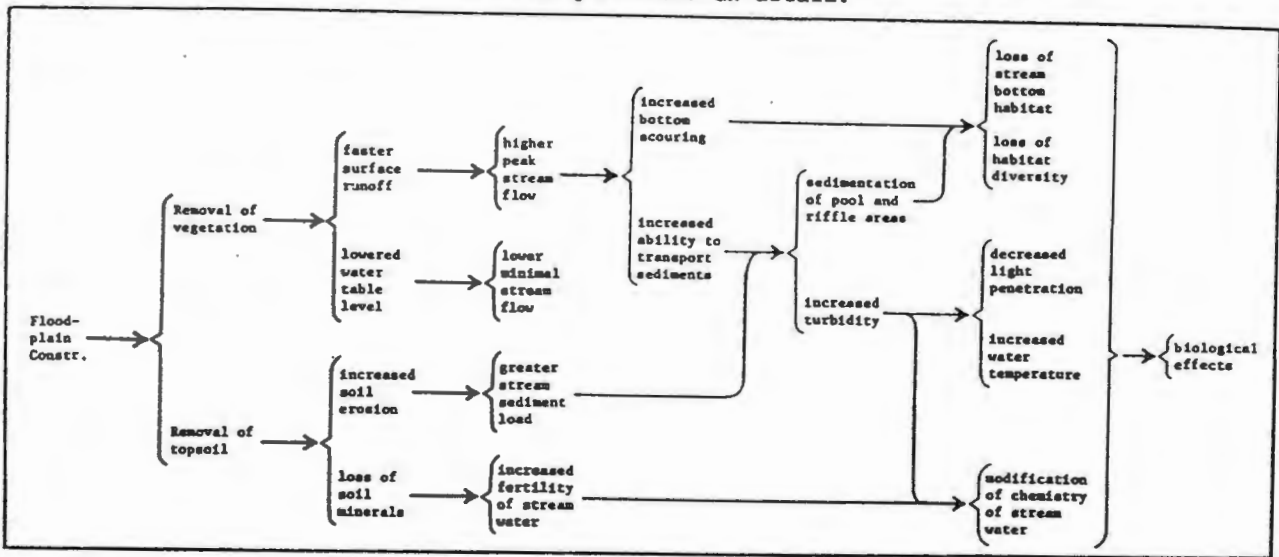 detail.
Flood-
plain
Constr.
Removal of
vegetation
Removal of
topsoil
faster
surface
runoff
lowered
water
table
level
increased
soil
erosion
loss of
soil
minerals
higher
peak
stream
flow
lower
minimal
stream
flow
greater
stream
sediment
load
increased
fertility
of stream
water
increased
bottom
scouring
increased
ability to
transport
sediments
sedimentation
of pool and
riffle areas
increased
turbidity
loss of
stream
bottom
habitat
loss of
habitat
diversity
decreased
light
penetration
increased
water
temperature
modification
of chemistry
of stream
water
biological
effects